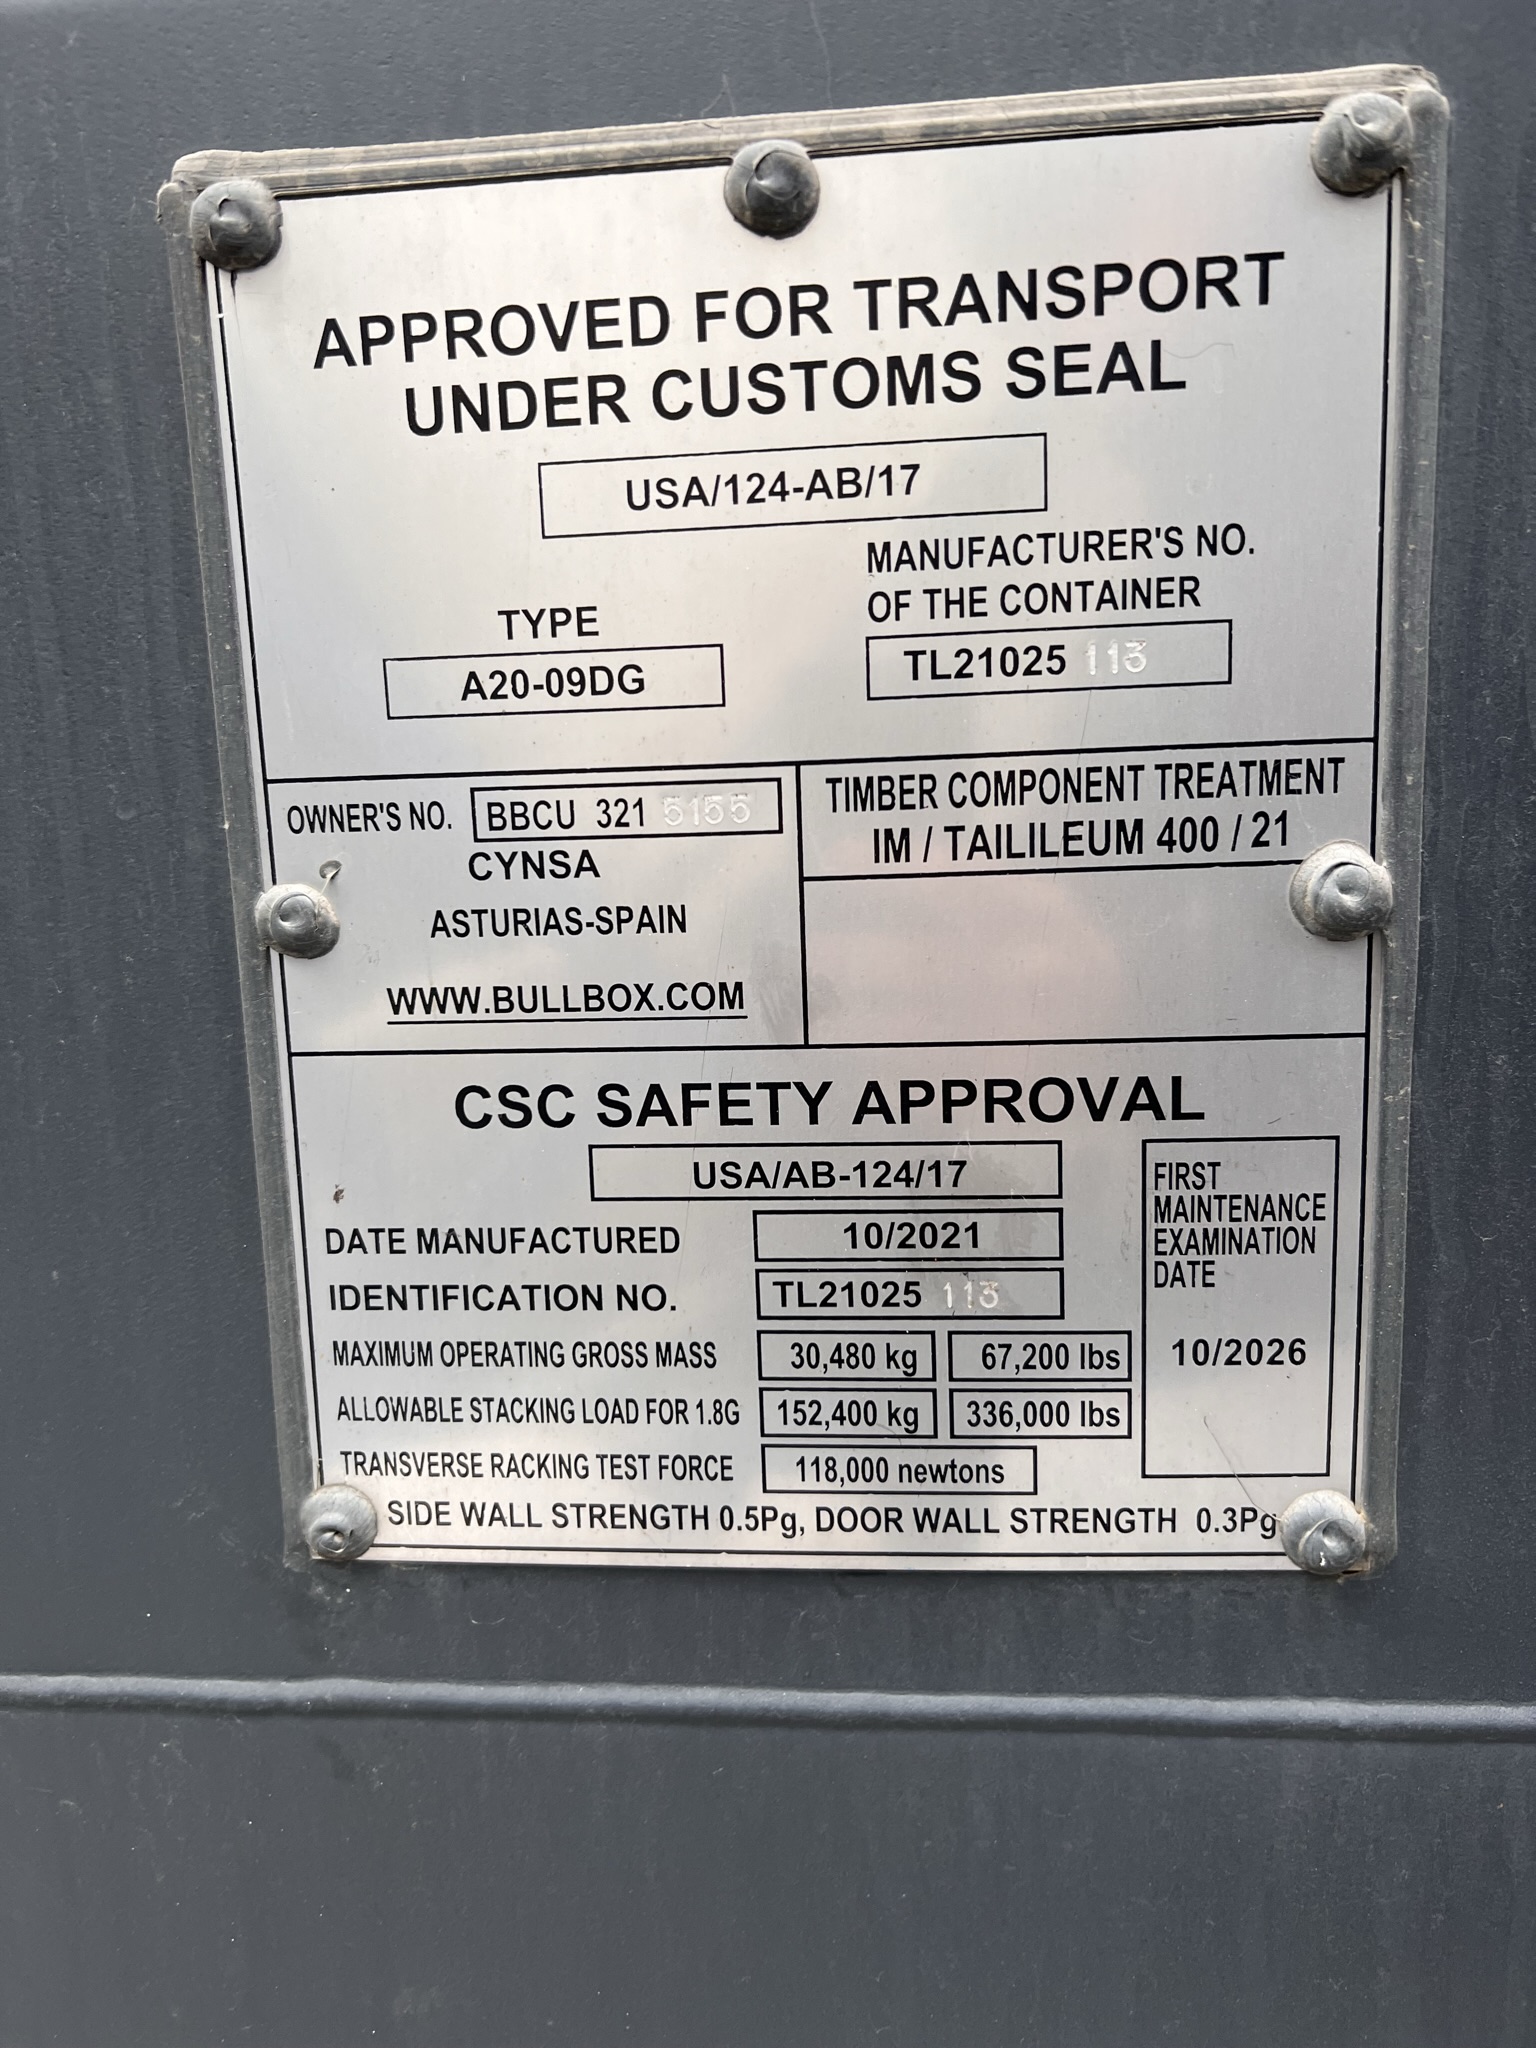 APPROVED FOR TRANSPORT
UNDER CUSTOMS SEAL
USA/124-AB/17
MANUFACTURER'S NO.
OF THE CONTAINER
TYPE
A20-09DG
TL21025 113
OWNER'S NO. BBCU 321 5155
CYNSA
ASTURIAS-SPAIN
WWW.BULLBOX.COM
TIMBER COMPONENT TREATMENT
IM / TAILILEUM 400 / 21
CSC SAFETY APPROVAL
USA/AB-124/17
DATE MANUFACTURED 10/2021
IDENTIFICATION NO. TL21025 113
MAXIMUM OPERATING GROSS MASS 30,480 kg 67,200 lbs
ALLOWABLE STACKING LOAD FOR 1.8G 152,400 kg 336,000 lbs
TRANSVERSE RACKING TEST FORCE 118,000 newtons
FIRST
MAINTENANCE
EXAMINATION
DATE
10/2026
SIDE WALL STRENGTH 0.5Pg, DOOR WALL STRENGTH 0.3Pg